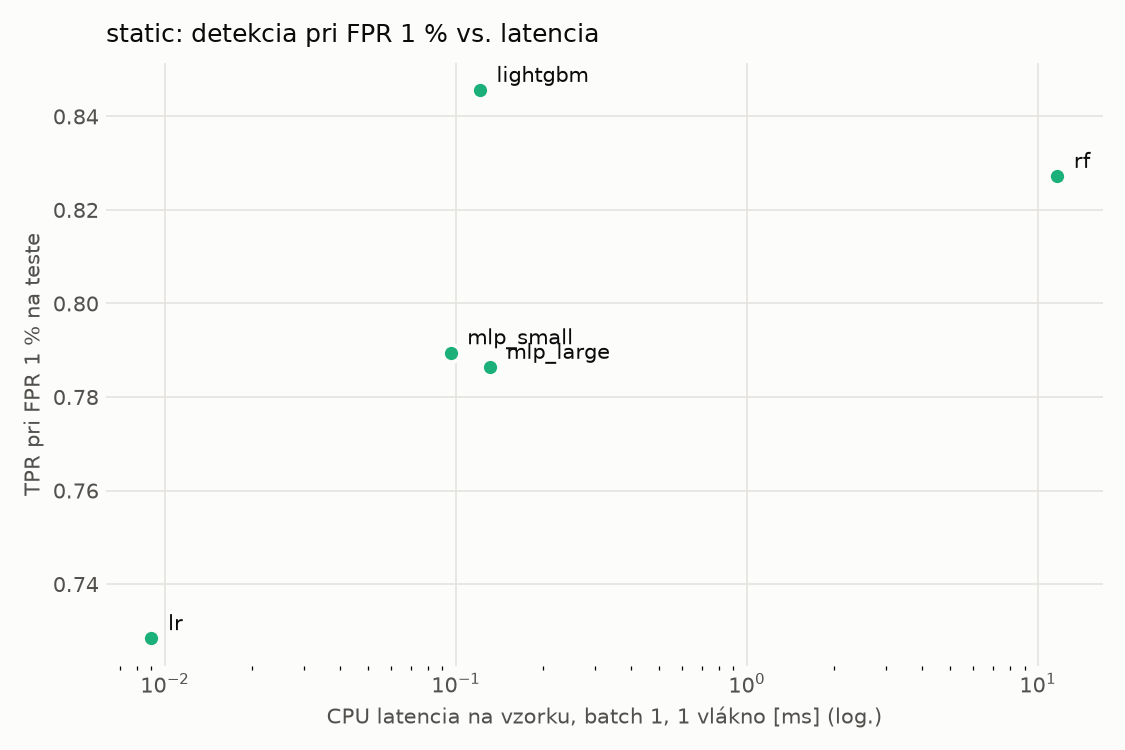 static: detekcia pri FPR 1 % vs. latencia
lightgbm
0.84
rf
0.82
0.80
mlp_small
mlp_large
0.78
0.76
0.74
lr
TPR pri FPR 1 % na teste
10⁻² 10⁻¹ 10⁰ 10¹
CPU latencia na vzorku, batch 1, 1 vlákno [ms] (log.)